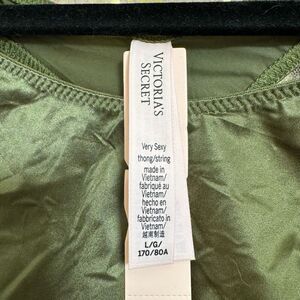 VICTORIA'S
SECRET
Very Sexy
thong/string
made in
Vietnam/
fabriqué au
Vietnam/
hecho en
Vietnam/
fabbricato in
Vietnam/
越南制造
L/G/
170/80A